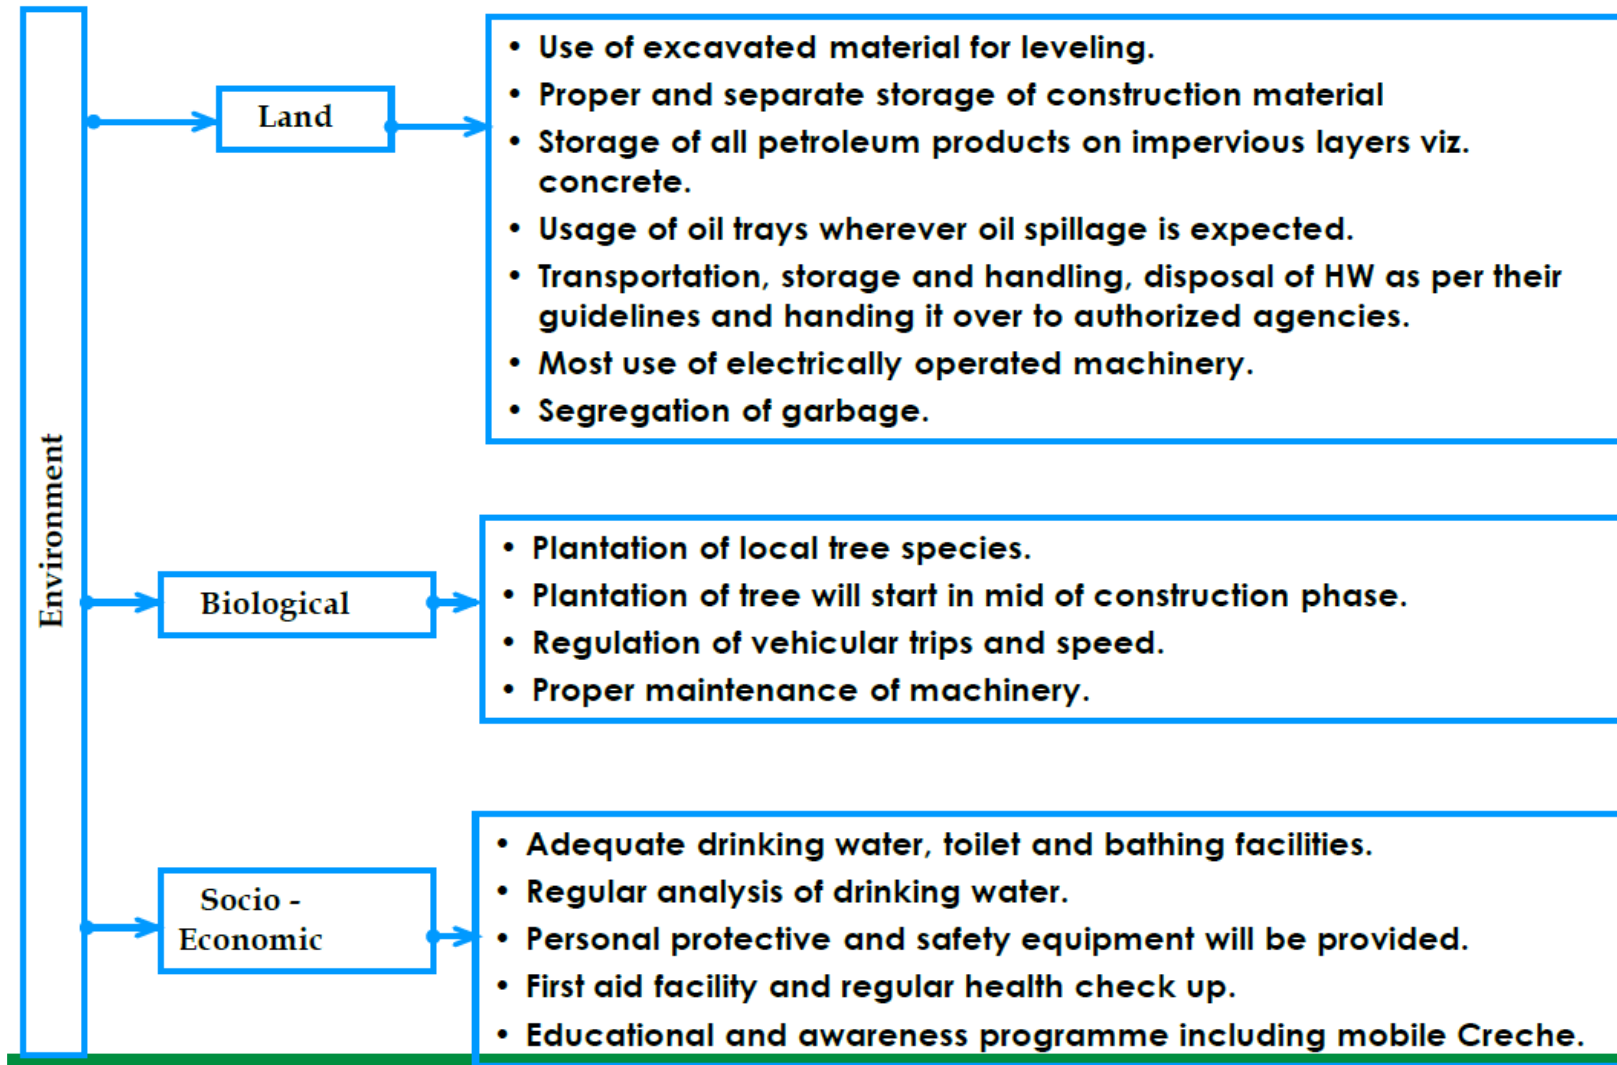 Environment
Land
• Use of excavated material for leveling.
• Proper and separate storage of construction material
• Storage of all petroleum products on impervious layers viz.
concrete.
• Usage of oil trays wherever oil spillage is expected.
• Transportation, storage and handling, disposal of HW as per their
guidelines and handing it over to authorized agencies.
• Most use of electrically operated machinery.
• Segregation of garbage.
Biological
• Plantation of local tree species.
• Plantation of tree will start in mid of construction phase.
• Regulation of vehicular trips and speed.
• Proper maintenance of machinery.
Socio -
Economic
• Adequate drinking water, toilet and bathing facilities.
• Regular analysis of drinking water.
• Personal protective and safety equipment will be provided.
• First aid facility and regular health check up.
• Educational and awareness programme including mobile Creche.